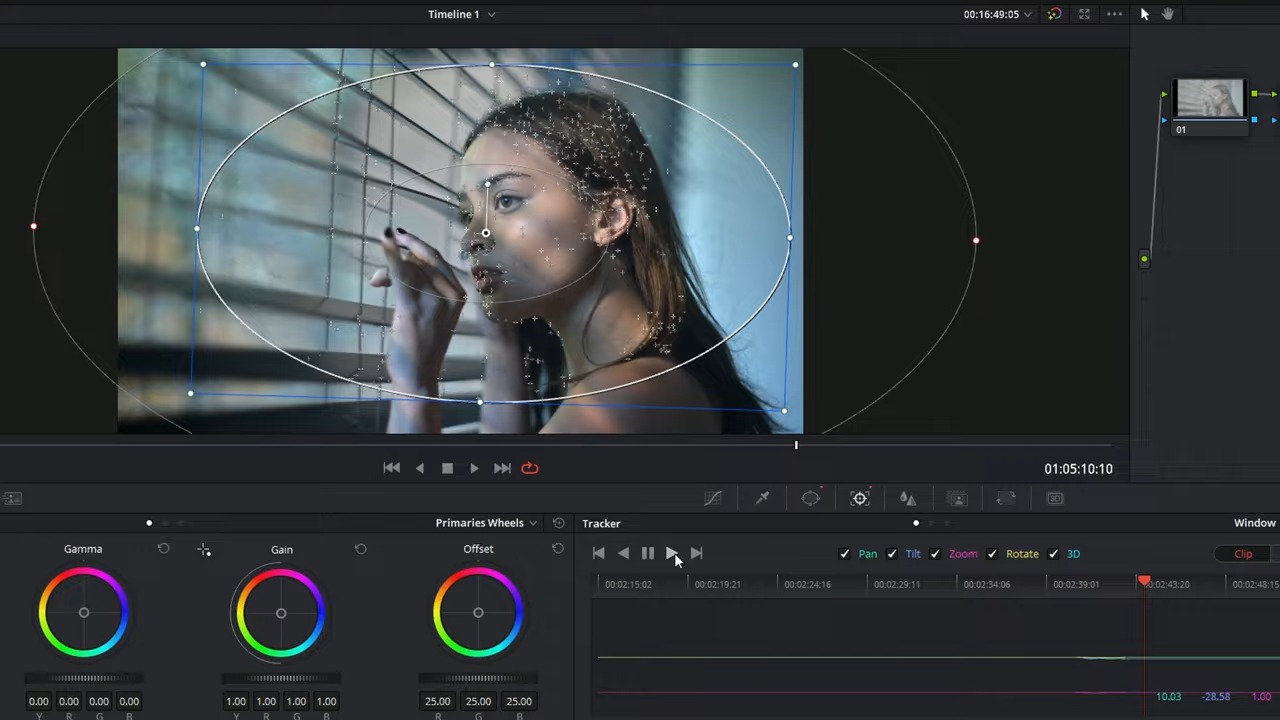 Timeline 1
00:16:49:05
01
01:05:10:10
Primaries Wheels
Tracker
Window
Gamma
Gain
Offset
Pan
Tilt
Zoom
Rotate
3D
Clip
00:02:15:02
00:02:19:21
00:02:24:16
00:02:29:11
00:02:34:06
00:02:39:01
00:02:43:20
00:02:48:15
0.00 0.00 0.00 0.00
1.00 1.00 1.00 1.00
25.00 25.00 25.00
10.03 -28.58 1.00
Y R G B
Y R G B
R G B